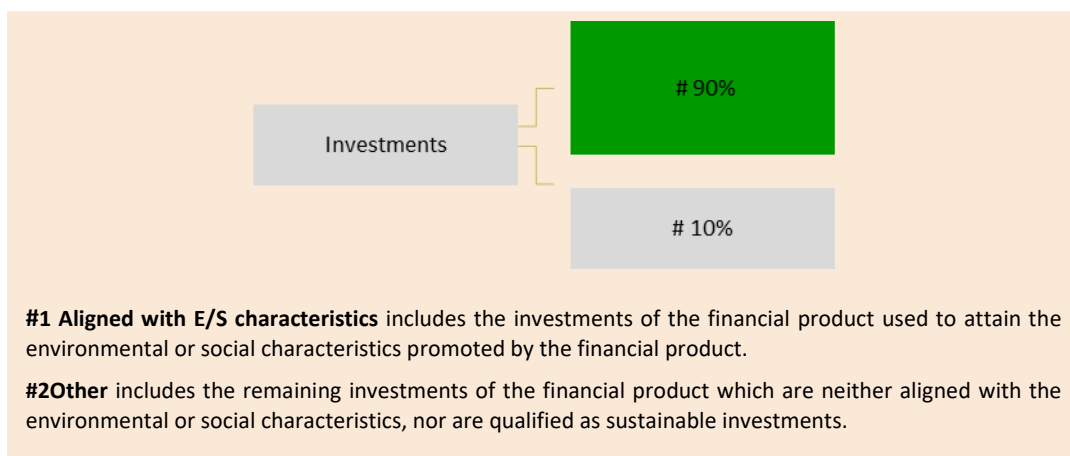 # 90%
Investments
# 10%
#1 Aligned with E/S characteristics includes the investments of the financial product used to attain the
environmental or social characteristics promoted by the financial product.
#2Other includes the remaining investments of the financial product which are neither aligned with the
environmental or social characteristics, nor are qualified as sustainable investments.